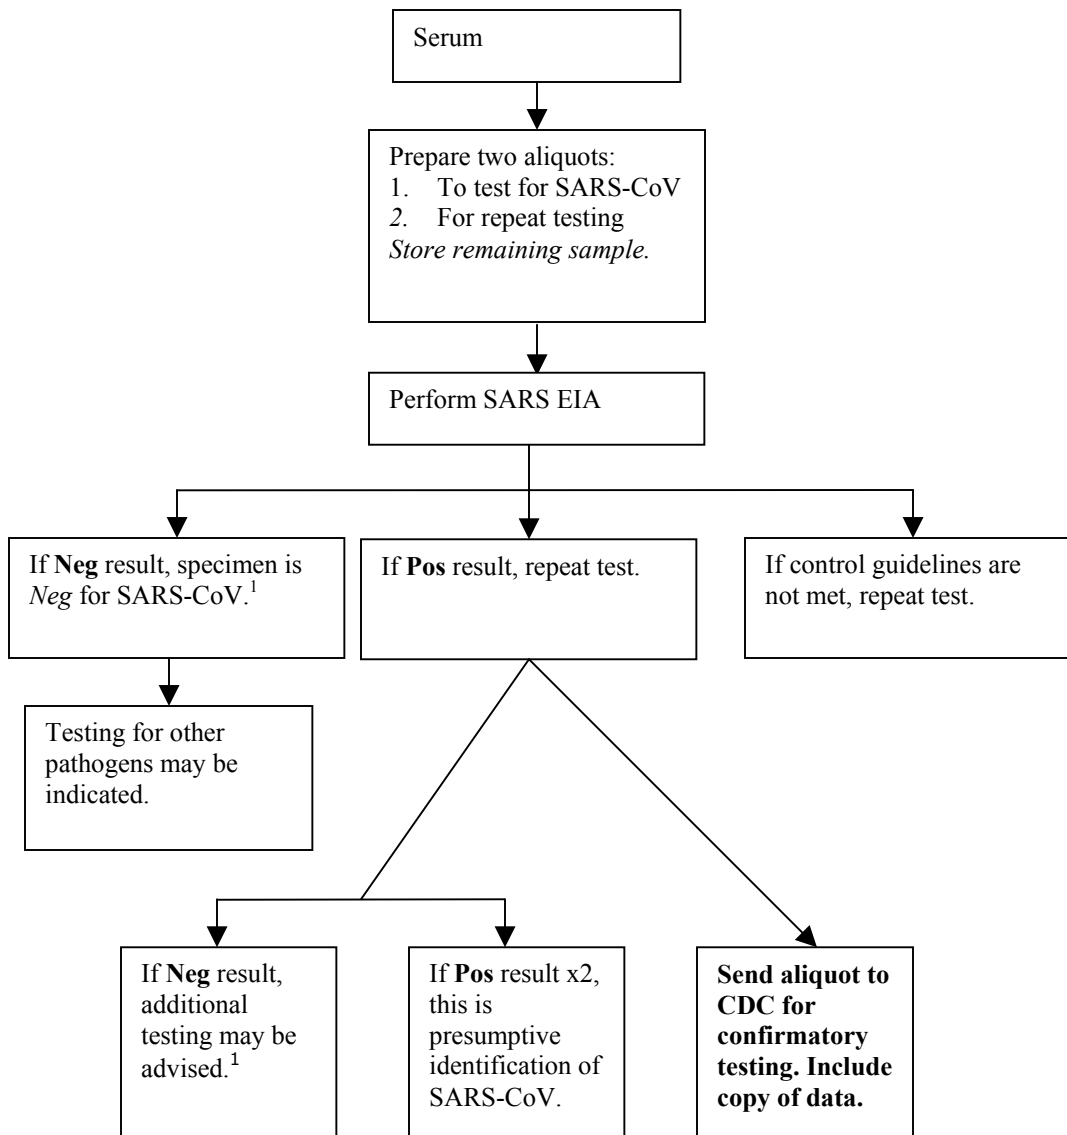 Serum
Prepare two aliquots:
1. To test for SARS-CoV
2. For repeat testing
Store remaining sample.
Perform SARS EIA
If Neg result, specimen is
Neg for SARS-CoV.1
If Pos result, repeat test.
If control guidelines are
not met, repeat test.
Testing for other
pathogens may be
indicated.
If Neg result,
additional
testing may be
advised.1
If Pos result x2,
this is
presumptive
identification of
SARS-CoV.
Send aliquot to
CDC for
confirmatory
testing. Include
copy of data.